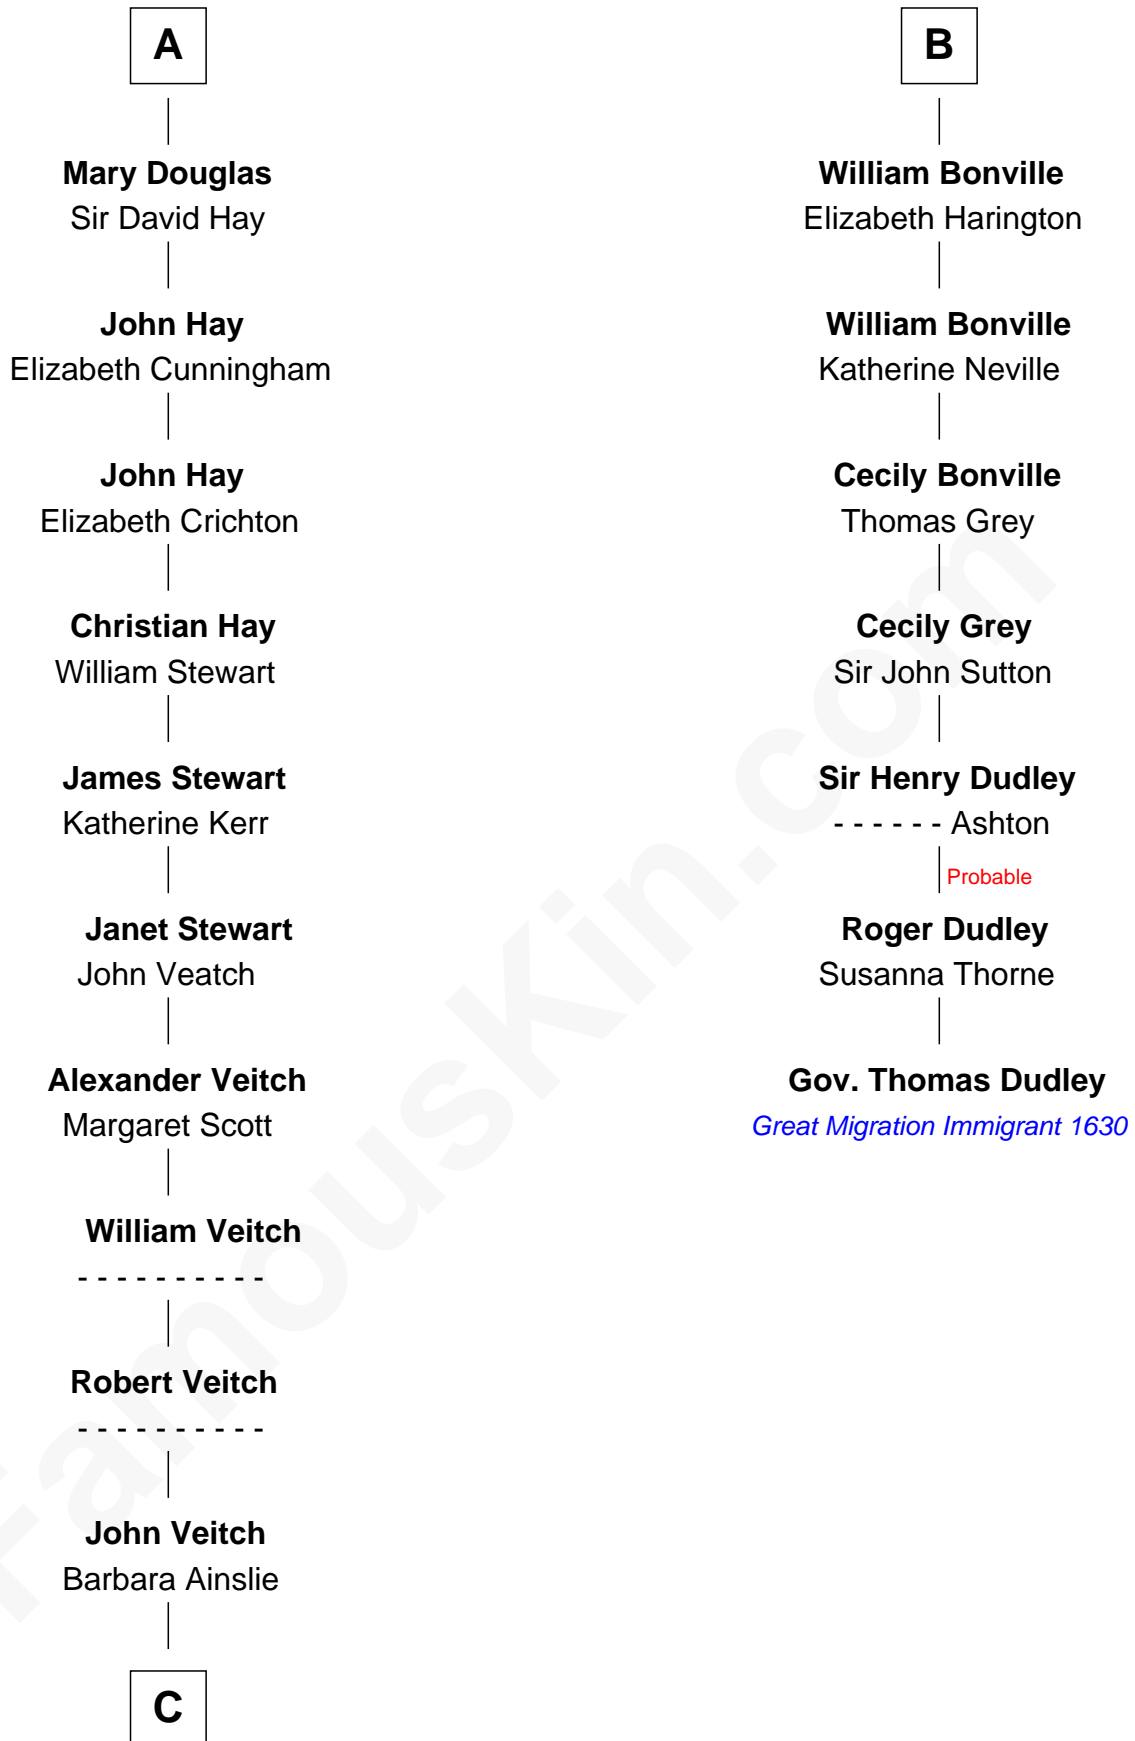 A
Mary Douglas
Sir David Hay
John Hay
Elizabeth Cunningham
John Hay
Elizabeth Crichton
Christian Hay
William Stewart
James Stewart
Katherine Kerr
Janet Stewart
John Veatch
Alexander Veitch
Margaret Scott
William Veitch
- - - - - - - - - -
Robert Veitch
- - - - - - - - - -
John Veitch
Barbara Ainslie
C
B
William Bonville
Elizabeth Harington
William Bonville
Katherine Neville
Cecily Bonville
Thomas Grey
Cecily Grey
Sir John Sutton
Sir Henry Dudley
- - - - - - Ashton
Probable
Roger Dudley
Susanna Thorne
Gov. Thomas Dudley
Great Migration Immigrant 1630
FamousKin.com